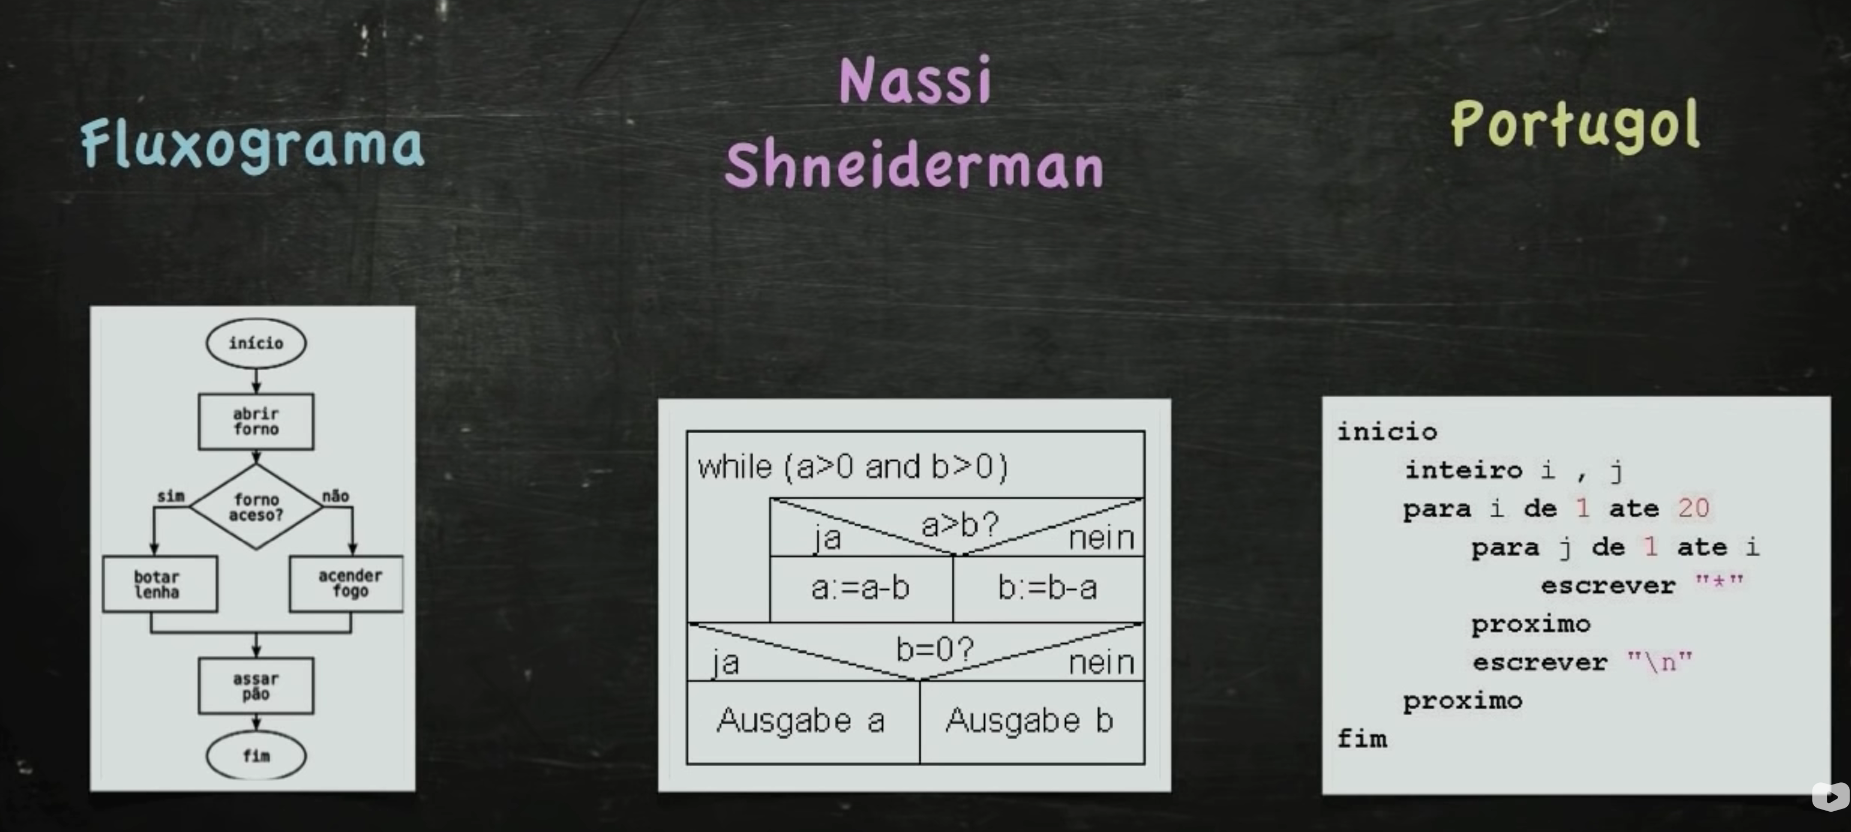 Fluxograma
início
abrir
forno
sim
forno
aceso?
não
botar
lenha
acender
fogo
assar
pão
fim
Nassi
Shneiderman
while (a>0 and b>0)
ja
a>b?
nein
a:=a-b
b:=b-a
ja
b=0?
nein
Ausgabe a
Ausgabe b
Portugol
inicio
inteiro i , j
para i de 1 ate 20
para j de 1 ate i
escrever "*"
proximo
escrever "\n"
proximo
fim